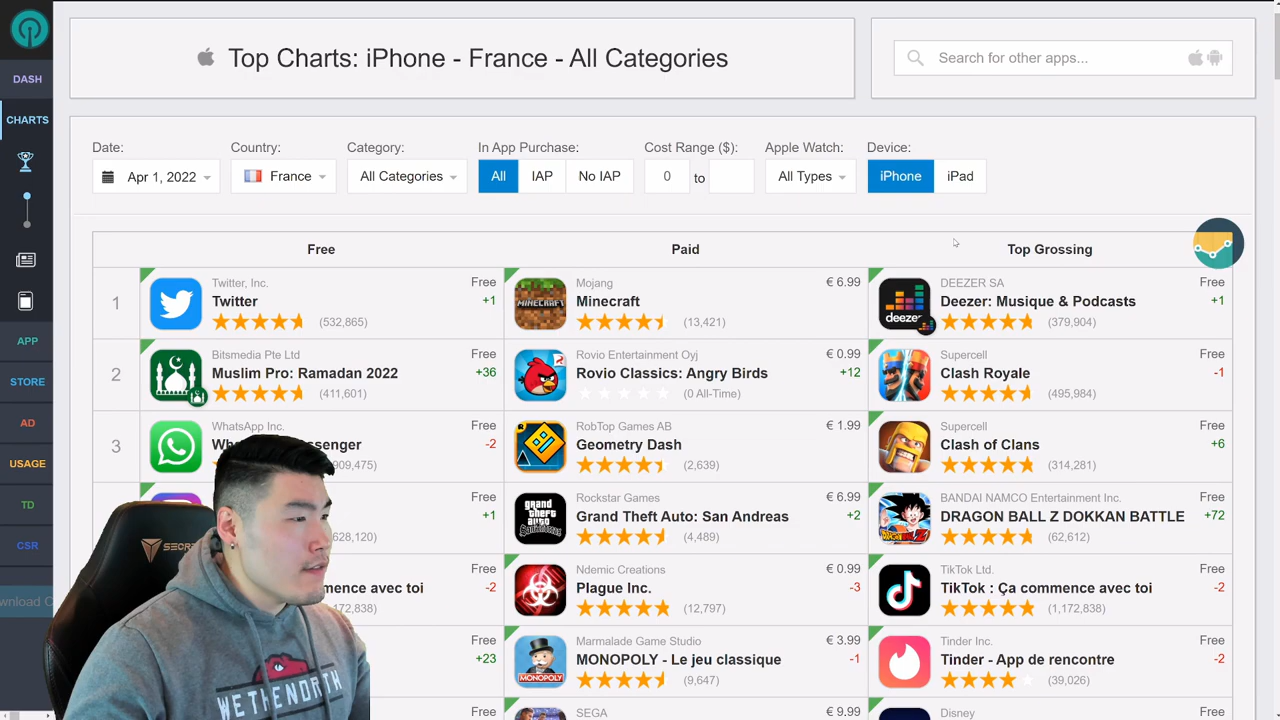 Top Charts: iPhone - France - All Categories
Search for other apps...
DASH
CHARTS
APP
STORE
AD
USAGE
TD
CSR
Date:
Country:
Category:
In App Purchase:
Cost Range ($):
Apple Watch:
Device:
Apr 1, 2022
France
All Categories
All
IAP
No IAP
0
to
All Types
iPhone
iPad
Free
Paid
Top Grossing
1
Twitter, Inc.
Free
Twitter
+1
(532,865)
Mojang
€ 6.99
Minecraft
(13,421)
DEEZER SA
Free
Deezer: Musique & Podcasts
+1
(379,904)
2
Bitsmedia Pte Ltd
Free
Muslim Pro: Ramadan 2022
+36
(411,601)
Rovio Entertainment Oyj
€ 0.99
Rovio Classics: Angry Birds
+12
(0 All-Time)
Supercell
Free
Clash Royale
-1
(495,984)
3
WhatsApp Inc.
Free
-2
RobTop Games AB
€ 1.99
Geometry Dash
(2,639)
Supercell
Free
Clash of Clans
+6
(314,281)
Free
+1
Rockstar Games
€ 6.99
Grand Theft Auto: San Andreas
+2
(4,489)
BANDAI NAMCO Entertainment Inc.
Free
DRAGON BALL Z DOKKAN BATTLE
+72
(62,612)
Free
avec toi
-2
Ndemic Creations
€ 0.99
Plague Inc.
-3
(12,797)
TikTok Ltd.
Free
TikTok : Ça commence avec toi
-2
(1,172,838)
Free
+23
Marmalade Game Studio
€ 3.99
MONOPOLY - Le jeu classique
-1
(9,647)
Tinder Inc.
Free
Tinder - App de rencontre
-2
(39,026)
Free
SEGA
€ 9.99
Disney
Free
MINECRAFT
deezer
grand
theft
auto
MONOPOLY
WE THE NORTH